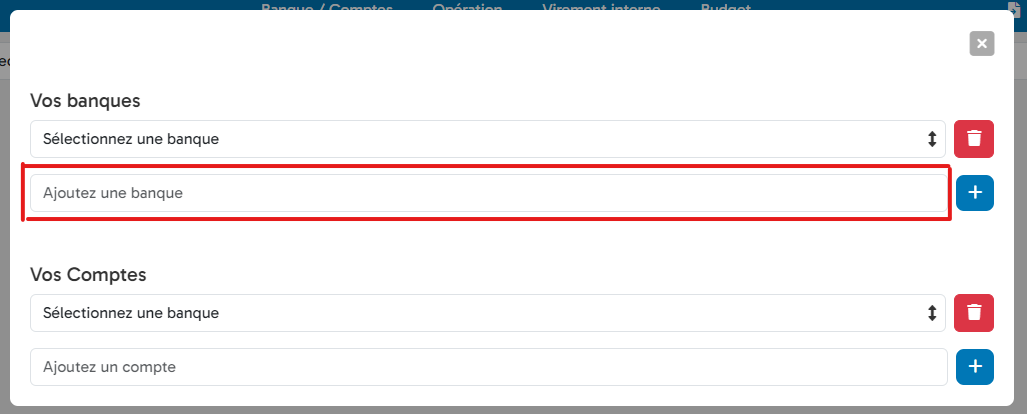 Banque / Comptes Opération Virement interne Budget
Vos banques
Sélectionnez une banque
Ajoutez une banque
Vos Comptes
Sélectionnez une banque
Ajoutez un compte